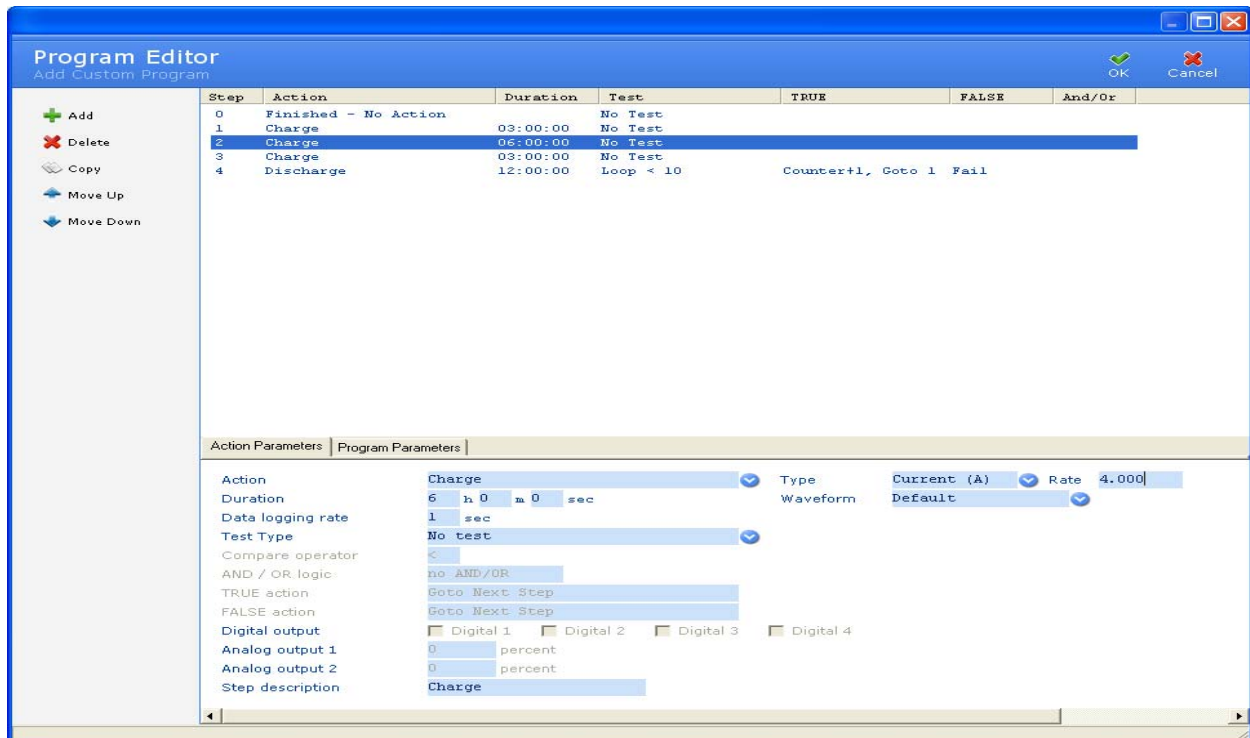 Program Editor
Add Custom Program
OK
Cancel
Add
Delete
Copy
Move Up
Move Down
Step Action Duration Test TRUE FALSE And/Or
0 Finished - No Action No Test
1 Charge 03:00:00 No Test
2 Charge 06:00:00 No Test
3 Charge 03:00:00 No Test
4 Discharge 12:00:00 Loop < 10 Counter+1, Goto 1 Fail
Action Parameters Program Parameters
Action Charge Type Current (A) Rate 4.000
Duration 6 h 0 m 0 sec Waveform Default
Data logging rate 1 sec
Test Type No test
Compare operator <
AND / OR logic no AND/OR
TRUE action Goto Next Step
FALSE action Goto Next Step
Digital output Digital 1 Digital 2 Digital 3 Digital 4
Analog output 1 0 percent
Analog output 2 0 percent
Step description Charge